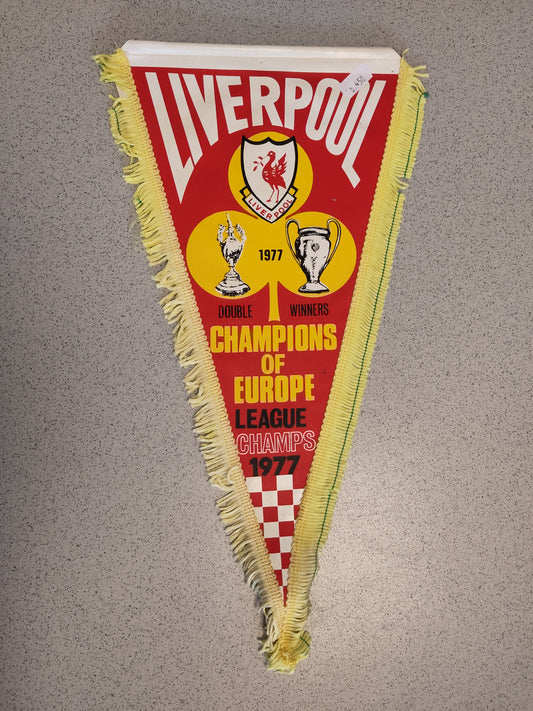 LIVERPOOL
LIVERPOOL
1977
DOUBLE WINNERS
CHAMPIONS
OF
EUROPE
LEAGUE
CHAMPS
1977